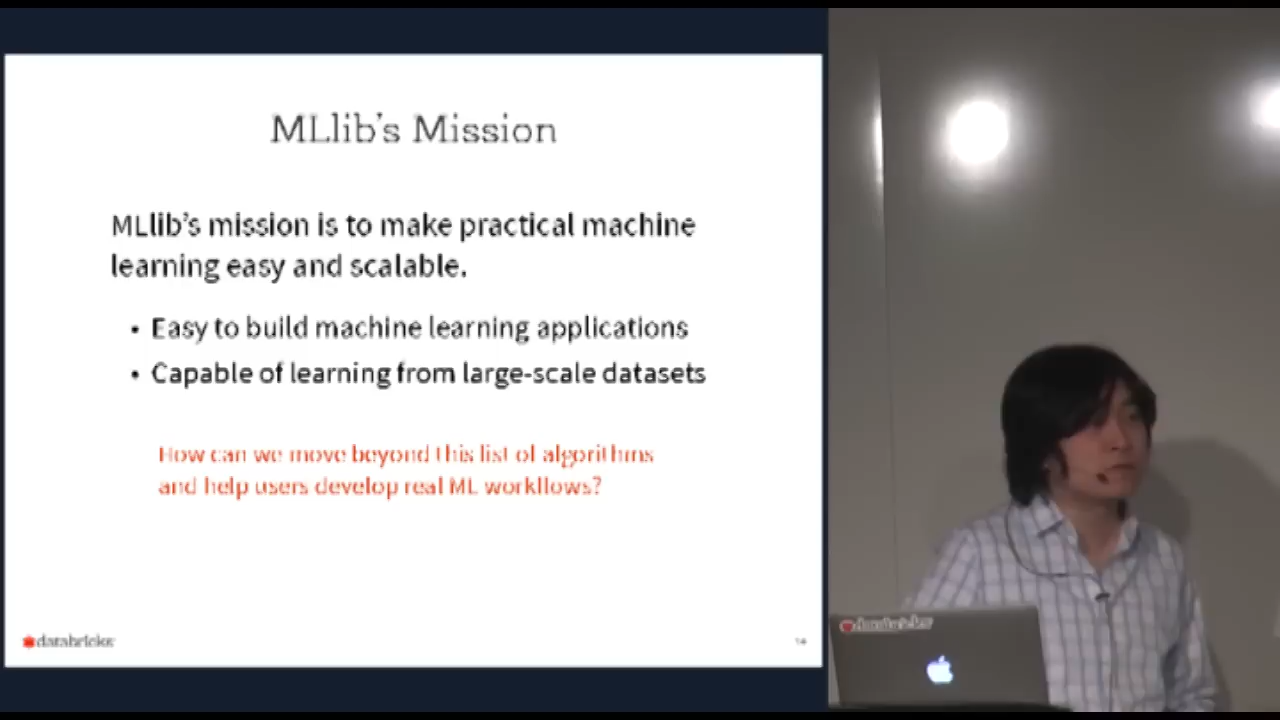 MLlib's Mission
MLlib's mission is to make practical machine
learning easy and scalable.
• Easy to build machine learning applications
• Capable of learning from large-scale datasets
How can we move beyond this list of algorithms
and help users develop real ML workflows?
databricks
14
databricks